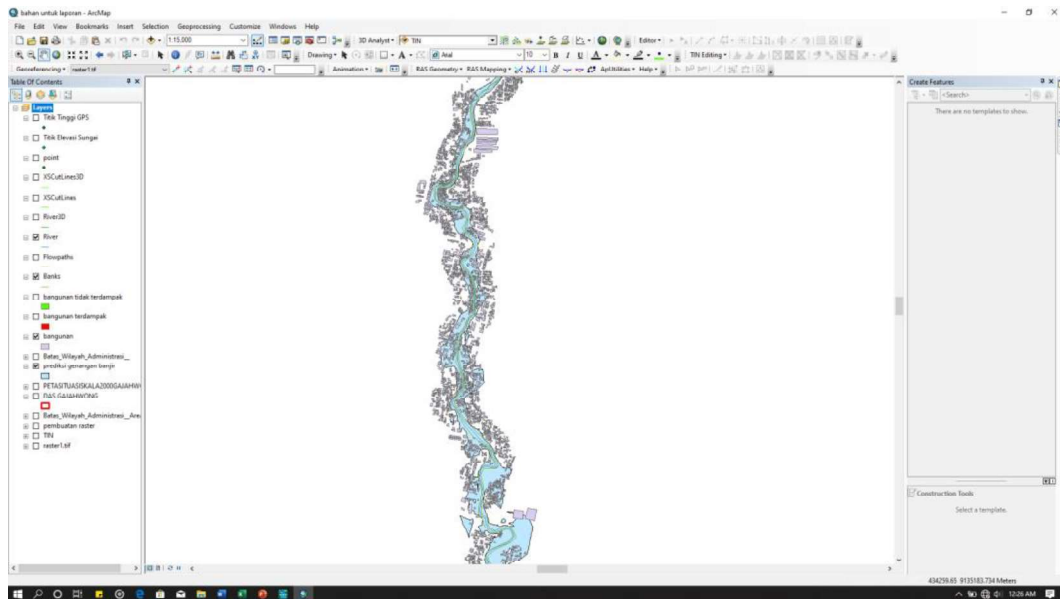 bahan untuk laporan - ArcMap
File Edit View Bookmarks Insert Selection Geoprocessing Customize Windows Help
1:15.000 3D Analyst TIN Editor
Drawing Arial 10 B I U A TIN Editing
Georeferencing raster1.tif Animation RAS Geometry RAS Mapping ApUtilities Help
Table Of Contents
Layers
Titik Tinggi GPS
Titik Elevasi Sungai
point
XSCutLines3D
XSCutLines
River3D
River
Flowpaths
Banks
bangunan tidak terdampak
bangunan terdampak
bangunan
Batas_Wilayah_Administrasi_
prediksi genangan banjir
PETASITUASISKALA2000GAJAHW
DAS GAJAHWONG
Batas_Wilayah_Administrasi_Are
pembuatan raster
TIN
raster1.tif
Create Features
<Search>
There are no templates to show.
Construction Tools
Select a template.
434259.65 9135183.734 Meters
12:26 AM